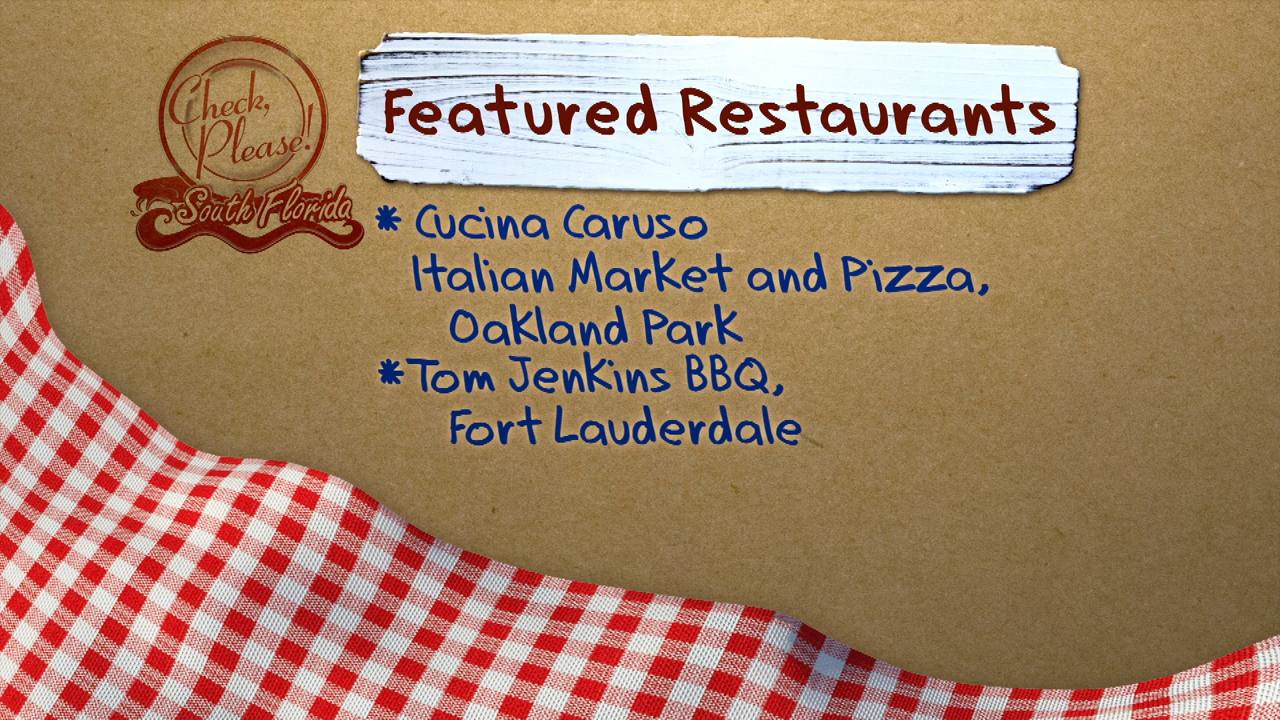 Check,
Please!
South Florida
Featured Restaurants
* Cucina Caruso
Italian Market and Pizza,
Oakland Park
*Tom Jenkins BBQ,
Fort Lauderdale